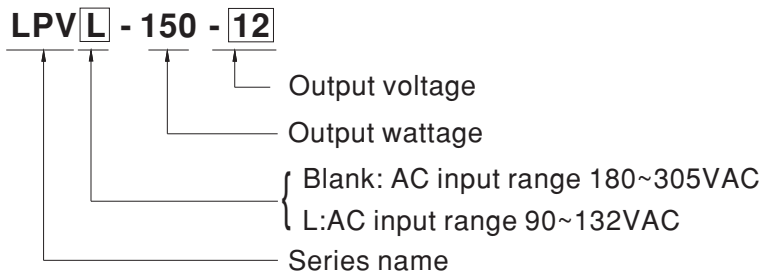 LPVL - 150 - 12
Output voltage
Output wattage
Blank: AC input range 180~305VAC
L:AC input range 90~132VAC
Series name